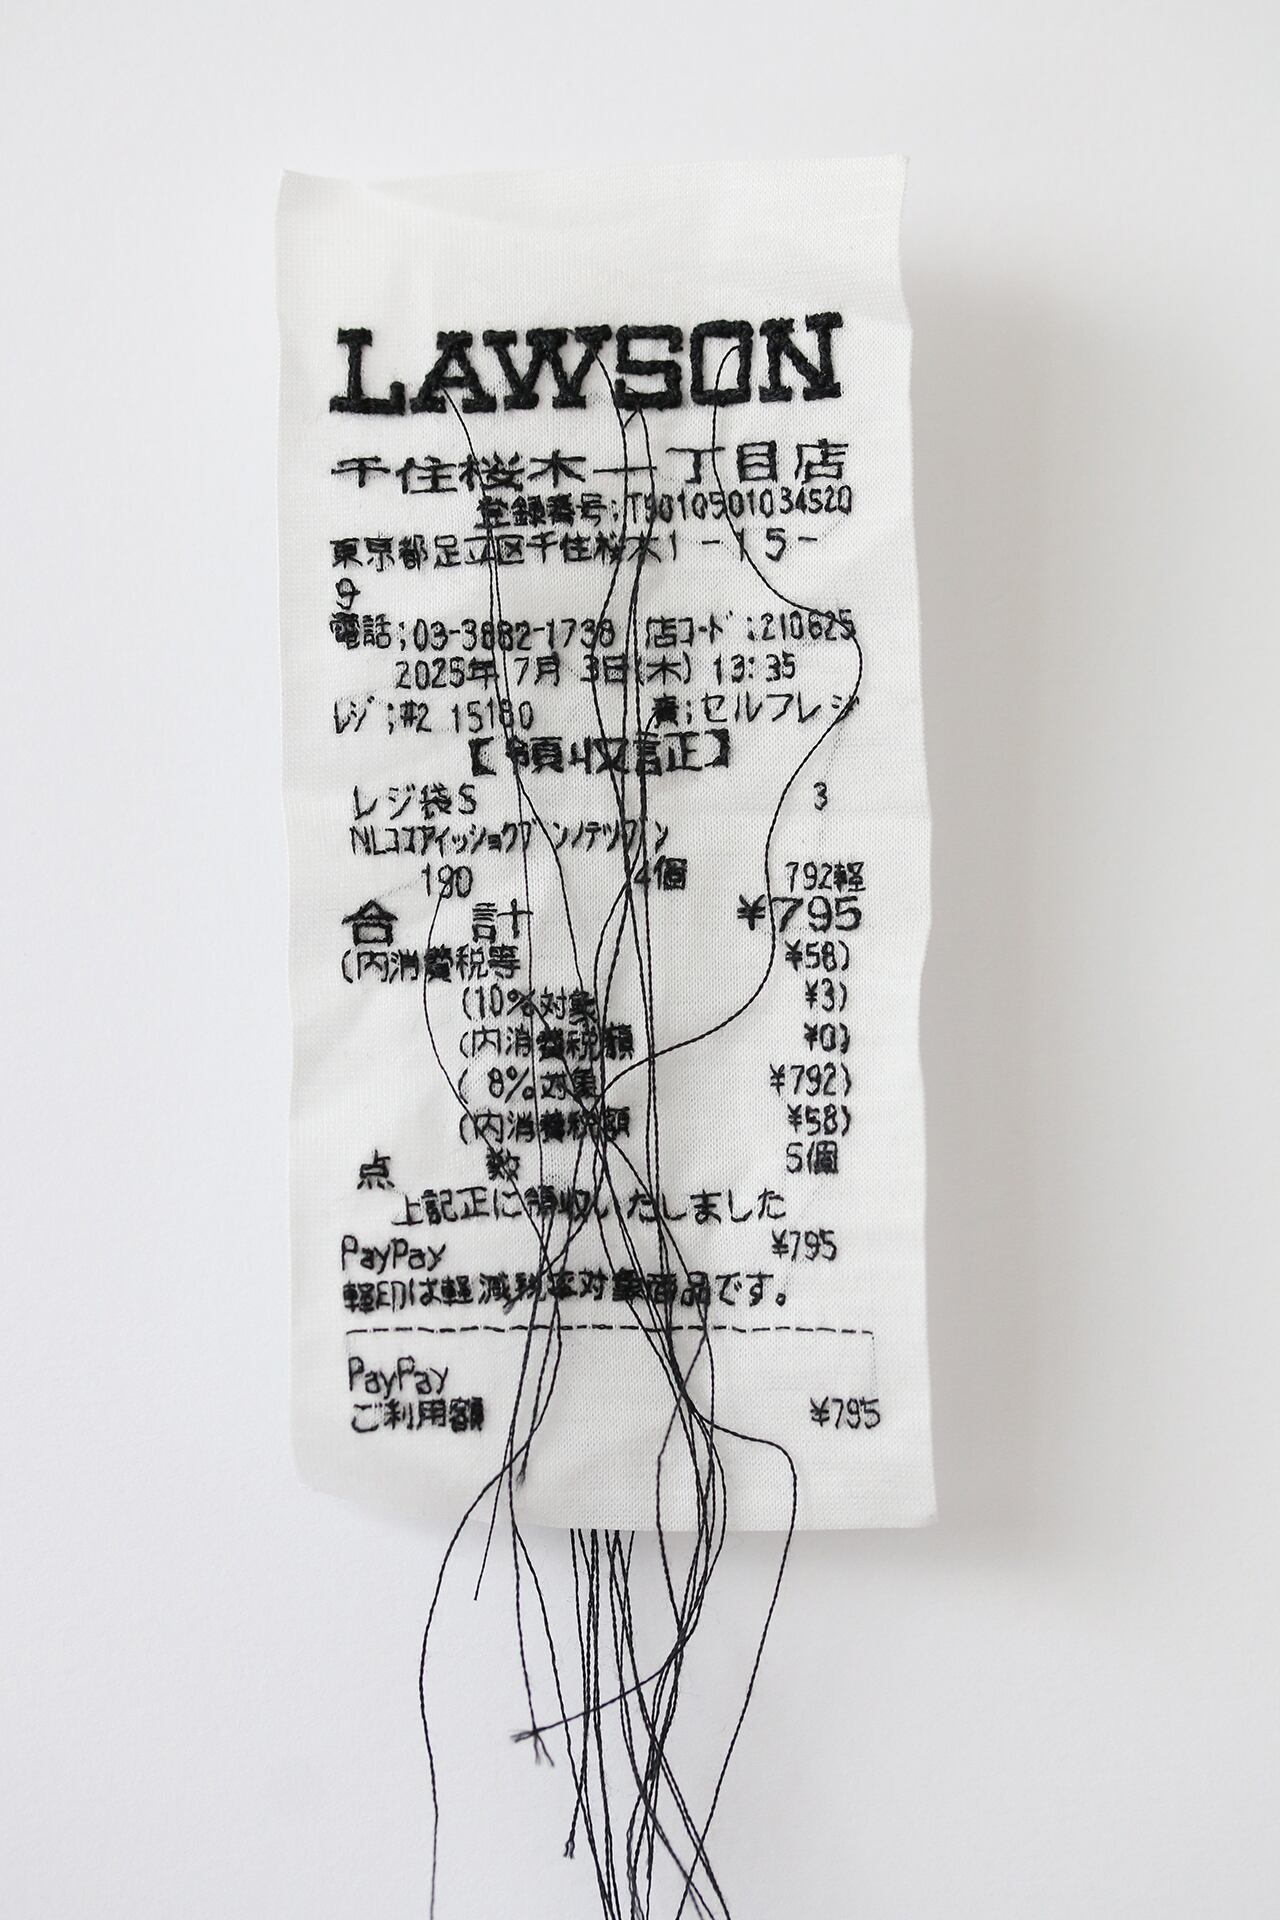 LAWSON
千住桜木一丁目店
登録番号;T9010501034520
東京都足立区千住桜木1-15-
9
電話;03-3882-1738 店コード;210625
2025年 7月 3日(木) 13:35
レジ;#2 15180 責;セルフレジ
【領収証】
レジ袋S 3
NLココアイッショクブンノテツブン
190 4個 792軽
合 計 ¥795
(内消費税等 ¥58)
(10%対象 ¥3)
(内消費税額 ¥0)
( 8%対象 ¥792)
(内消費税額 ¥58)
点 数 5個
上記正に領収いたしました
PayPay ¥795
軽印は軽減税率対象商品です。
PayPay
ご利用額 ¥795